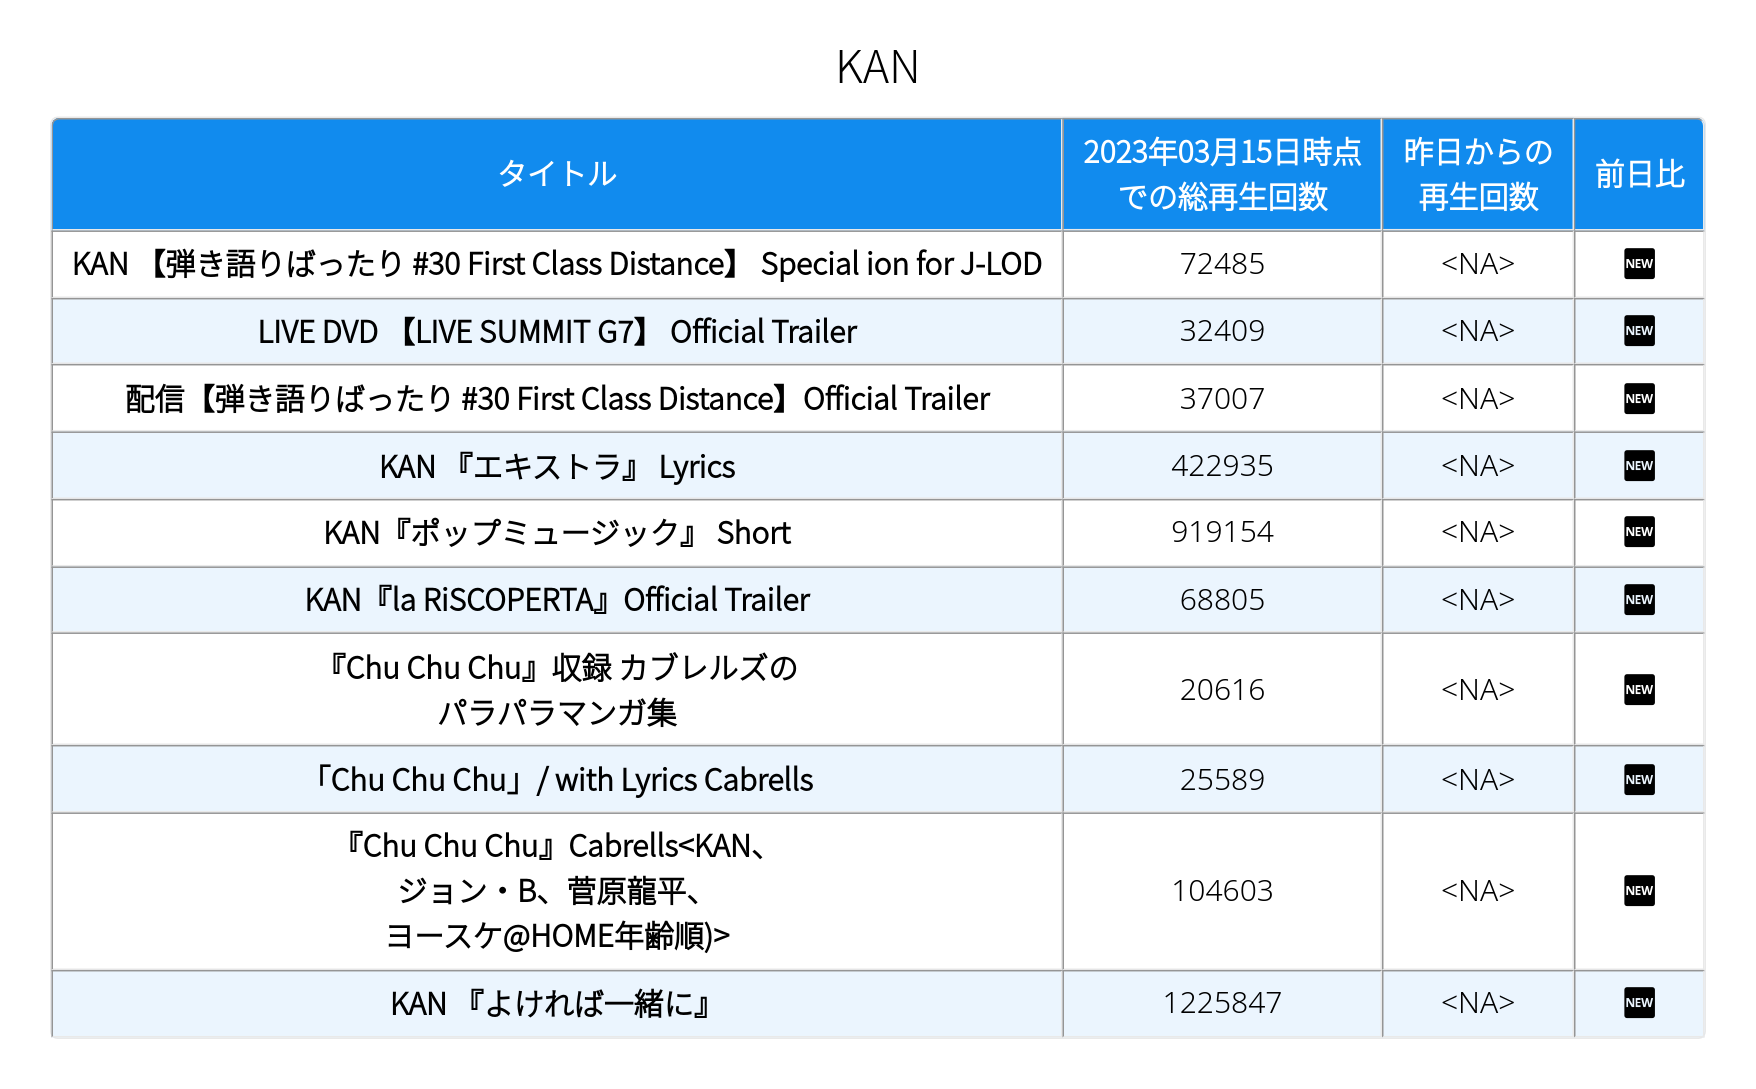 KAN
タイトル
2023年03月15日時点
での総再生回数
昨日からの
再生回数
前日比
KAN 【弾き語りばったり #30 First Class Distance】 Special ion for J-LOD
72485
<NA>
NEW
LIVE DVD 【LIVE SUMMIT G7】 Official Trailer
32409
<NA>
NEW
配信【弾き語りばったり #30 First Class Distance】Official Trailer
37007
<NA>
NEW
KAN 『エキストラ』 Lyrics
422935
<NA>
NEW
KAN『ポップミュージック』 Short
919154
<NA>
NEW
KAN『la RiSCOPERTA』Official Trailer
68805
<NA>
NEW
『Chu Chu Chu』収録 カブレルズの
パラパラマンガ集
20616
<NA>
NEW
「Chu Chu Chu」/ with Lyrics Cabrells
25589
<NA>
NEW
『Chu Chu Chu』Cabrells<KAN、
ジョン・B、菅原龍平、
ヨースケ@HOME年齢順)>
104603
<NA>
NEW
KAN 『よければ一緒に』
1225847
<NA>
NEW